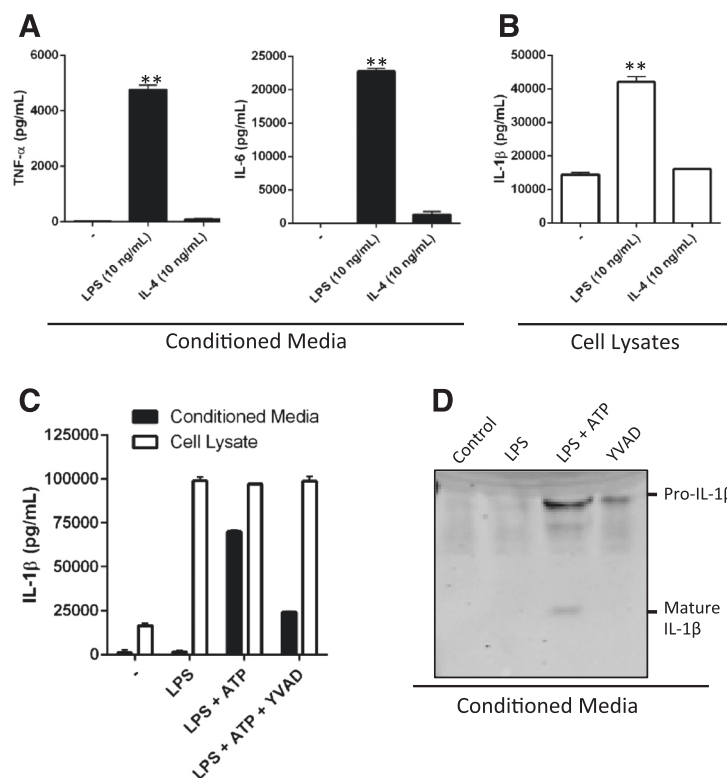 A
B
6000
4000
2000
0
TNF-α (pg/mL)
**
-
LPS (10 ng/mL)
IL-4 (10 ng/mL)
25000
20000
15000
10000
5000
0
IL-6 (pg/mL)
**
-
LPS (10 ng/mL)
IL-4 (10 ng/mL)
Conditioned Media
50000
40000
30000
20000
10000
0
IL-1β (pg/mL)
**
-
LPS (10 ng/mL)
IL-4 (10 ng/mL)
Cell Lysates
C
Conditioned Media
Cell Lysate
125000
100000
75000
50000
25000
0
IL-1β (pg/mL)
-
LPS
LPS + ATP
LPS + ATP + YVAD
D
Control
LPS
LPS + ATP
YVAD
Pro-IL-1β
Mature
IL-1β
Conditioned Media